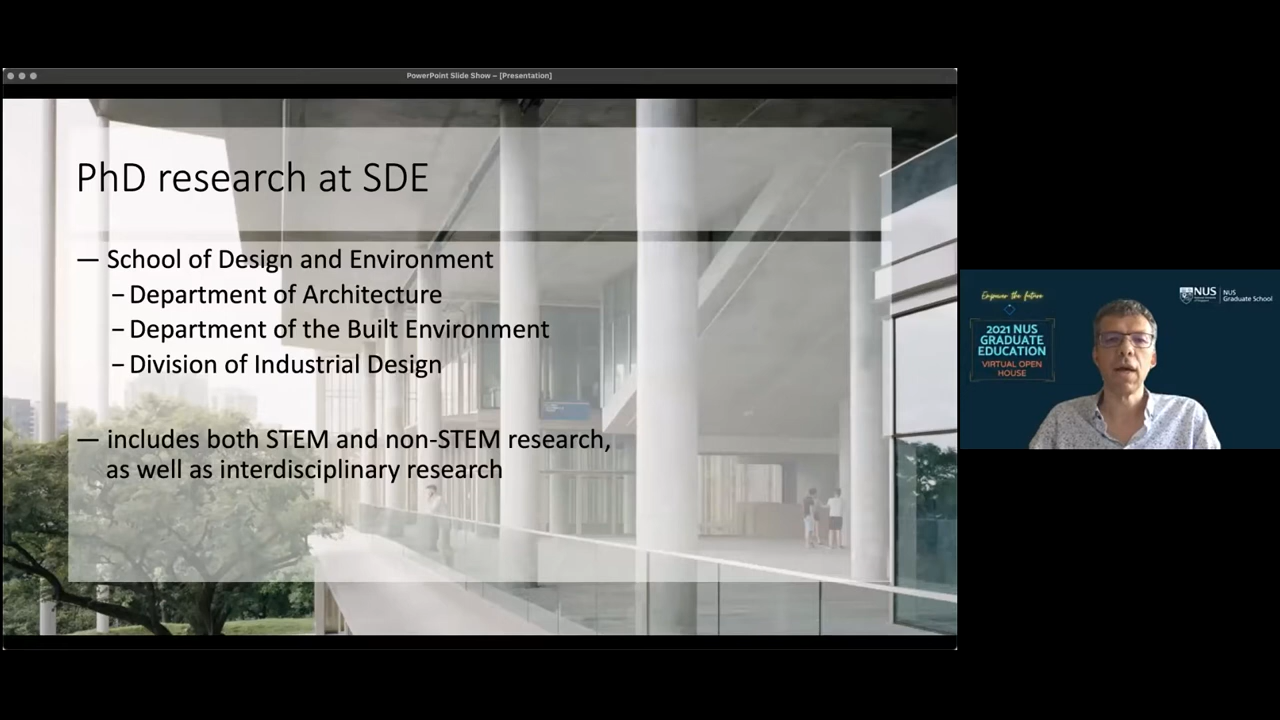 PowerPoint Slide Show – [Presentation]
PhD research at SDE
— School of Design and Environment
– Department of Architecture
– Department of the Built Environment
– Division of Industrial Design
— includes both STEM and non-STEM research,
as well as interdisciplinary research
Empower the future
2021 NUS
GRADUATE
EDUCATION
VIRTUAL OPEN
HOUSE
NUS
NUS
Graduate School